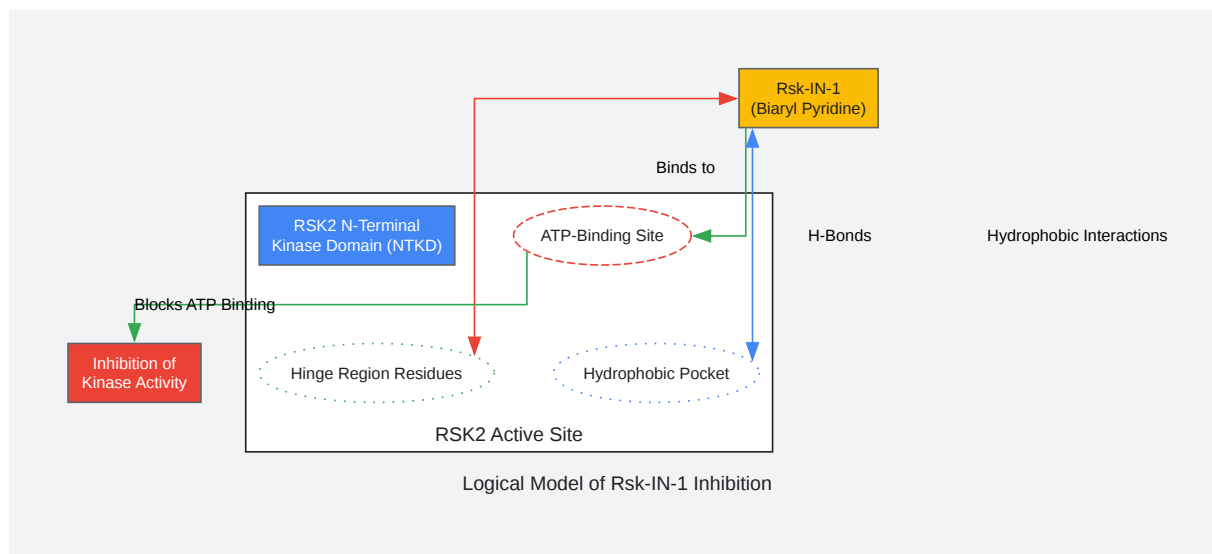 Rsk-IN-1
(Biaryl Pyridine)
Binds to
RSK2 N-Terminal
Kinase Domain (NTKD)
ATP-Binding Site
H-Bonds
Hydrophobic Interactions
Blocks ATP Binding
Inhibition of
Kinase Activity
Hinge Region Residues
Hydrophobic Pocket
RSK2 Active Site
Logical Model of Rsk-IN-1 Inhibition